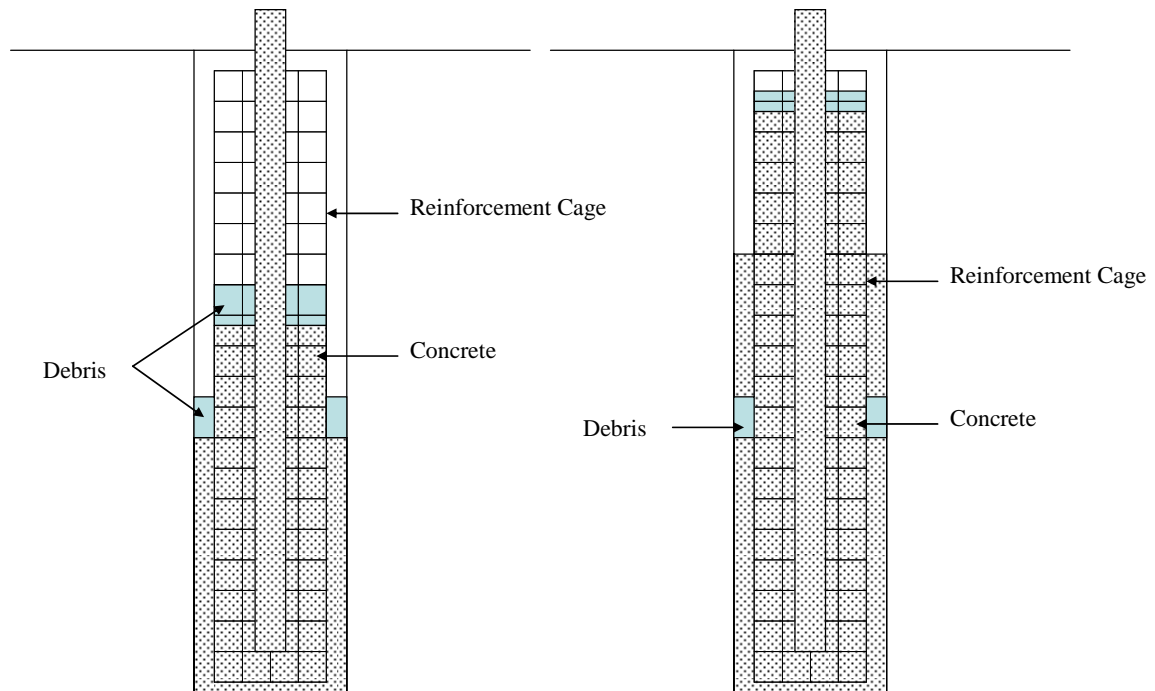 Reinforcement Cage
Concrete
Debris
Reinforcement Cage
Concrete
Debris